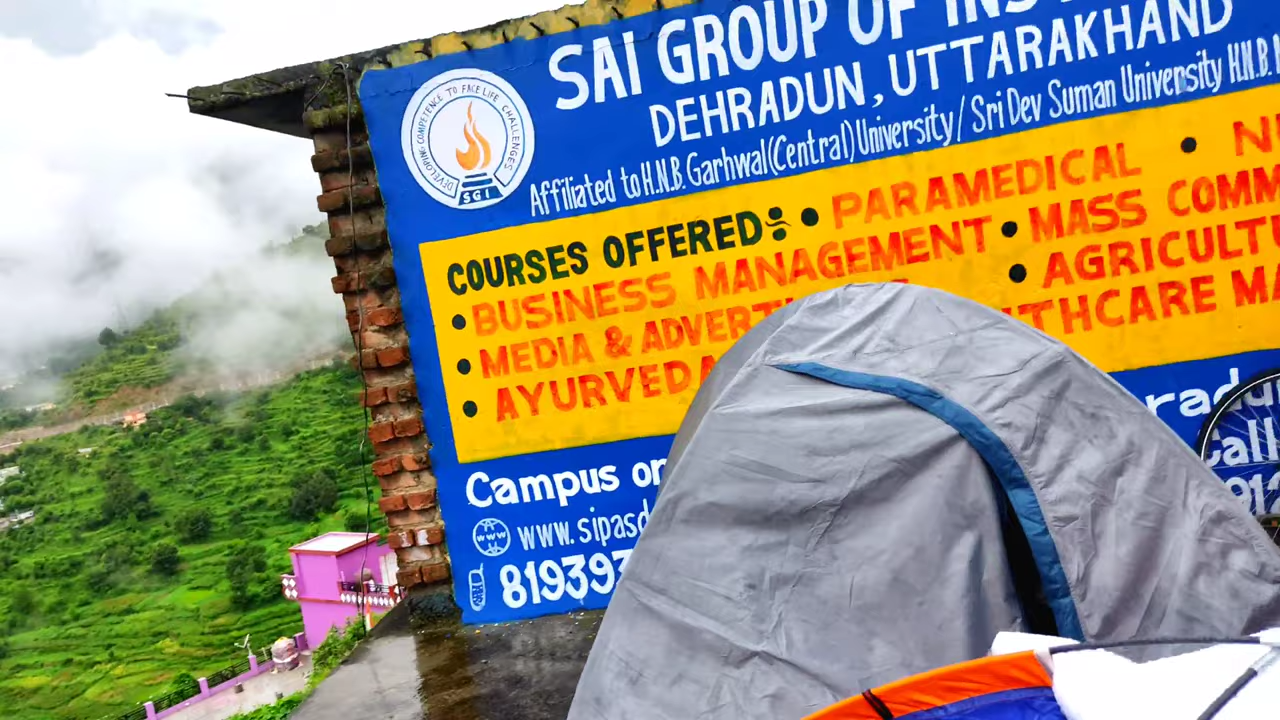 SAI GROUP OF INS
DEHRADUN, UTTARAKHAND
Affiliated to H.N.B. Garhwal(Central) University / Sri Dev Suman University H.N.B.
DEVELOPING COMPETENCE TO FACE LIFE CHALLENGES
SGI
COURSES OFFERED:- • PARAMEDICAL •
• BUSINESS MANAGEMENT • MASS COMM
• MEDIA & ADVERT • AGRICULTU
• AYURVEDA THCARE MA
Campus on radu
www.sipasd Call
819393 912